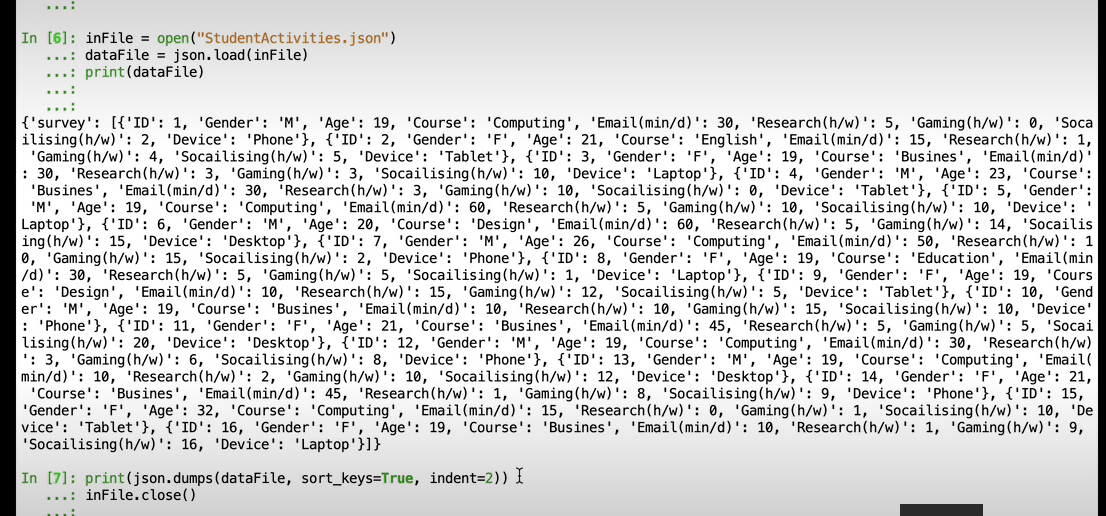 ...:
In [6]: inFile = open("StudentActivities.json")
...: dataFile = json.load(inFile)
...: print(dataFile)
...:
...:
{'survey': [{'ID': 1, 'Gender': 'M', 'Age': 19, 'Course': 'Computing', 'Email(min/d)': 30, 'Research(h/w)': 5, 'Gaming(h/w)': 0, 'Soca
ilising(h/w)': 2, 'Device': 'Phone'}, {'ID': 2, 'Gender': 'F', 'Age': 21, 'Course': 'English', 'Email(min/d)': 15, 'Research(h/w)': 1,
'Gaming(h/w)': 4, 'Socailising(h/w)': 5, 'Device': 'Tablet'}, {'ID': 3, 'Gender': 'F', 'Age': 19, 'Course': 'Busines', 'Email(min/d)'
: 30, 'Research(h/w)': 3, 'Gaming(h/w)': 3, 'Socailising(h/w)': 10, 'Device': 'Laptop'}, {'ID': 4, 'Gender': 'M', 'Age': 23, 'Course':
'Busines', 'Email(min/d)': 30, 'Research(h/w)': 3, 'Gaming(h/w)': 10, 'Socailising(h/w)': 0, 'Device': 'Tablet'}, {'ID': 5, 'Gender':
'M', 'Age': 19, 'Course': 'Computing', 'Email(min/d)': 60, 'Research(h/w)': 5, 'Gaming(h/w)': 10, 'Socailising(h/w)': 10, 'Device': '
Laptop'}, {'ID': 6, 'Gender': 'M', 'Age': 20, 'Course': 'Design', 'Email(min/d)': 60, 'Research(h/w)': 5, 'Gaming(h/w)': 14, 'Socailis
ing(h/w)': 15, 'Device': 'Desktop'}, {'ID': 7, 'Gender': 'M', 'Age': 26, 'Course': 'Computing', 'Email(min/d)': 50, 'Research(h/w)': 1
0, 'Gaming(h/w)': 15, 'Socailising(h/w)': 2, 'Device': 'Phone'}, {'ID': 8, 'Gender': 'F', 'Age': 19, 'Course': 'Education', 'Email(min
/d)': 30, 'Research(h/w)': 5, 'Gaming(h/w)': 5, 'Socailising(h/w)': 1, 'Device': 'Laptop'}, {'ID': 9, 'Gender': 'F', 'Age': 19, 'Cours
e': 'Design', 'Email(min/d)': 10, 'Research(h/w)': 15, 'Gaming(h/w)': 12, 'Socailising(h/w)': 5, 'Device': 'Tablet'}, {'ID': 10, 'Gend
er': 'M', 'Age': 19, 'Course': 'Busines', 'Email(min/d)': 10, 'Research(h/w)': 10, 'Gaming(h/w)': 15, 'Socailising(h/w)': 10, 'Device'
: 'Phone'}, {'ID': 11, 'Gender': 'F', 'Age': 21, 'Course': 'Busines', 'Email(min/d)': 45, 'Research(h/w)': 5, 'Gaming(h/w)': 5, 'Socai
lising(h/w)': 20, 'Device': 'Desktop'}, {'ID': 12, 'Gender': 'M', 'Age': 19, 'Course': 'Computing', 'Email(min/d)': 30, 'Research(h/w)
': 3, 'Gaming(h/w)': 6, 'Socailising(h/w)': 8, 'Device': 'Phone'}, {'ID': 13, 'Gender': 'M', 'Age': 19, 'Course': 'Computing', 'Email(
min/d)': 10, 'Research(h/w)': 2, 'Gaming(h/w)': 10, 'Socailising(h/w)': 12, 'Device': 'Desktop'}, {'ID': 14, 'Gender': 'F', 'Age': 21,
'Course': 'Busines', 'Email(min/d)': 45, 'Research(h/w)': 1, 'Gaming(h/w)': 8, 'Socailising(h/w)': 9, 'Device': 'Phone'}, {'ID': 15,
'Gender': 'F', 'Age': 32, 'Course': 'Computing', 'Email(min/d)': 15, 'Research(h/w)': 0, 'Gaming(h/w)': 1, 'Socailising(h/w)': 10, 'De
vice': 'Tablet'}, {'ID': 16, 'Gender': 'F', 'Age': 19, 'Course': 'Busines', 'Email(min/d)': 10, 'Research(h/w)': 1, 'Gaming(h/w)': 9,
'Socailising(h/w)': 16, 'Device': 'Laptop'}]}
In [7]: print(json.dumps(dataFile, sort_keys=True, indent=2))
...: inFile.close()
...: